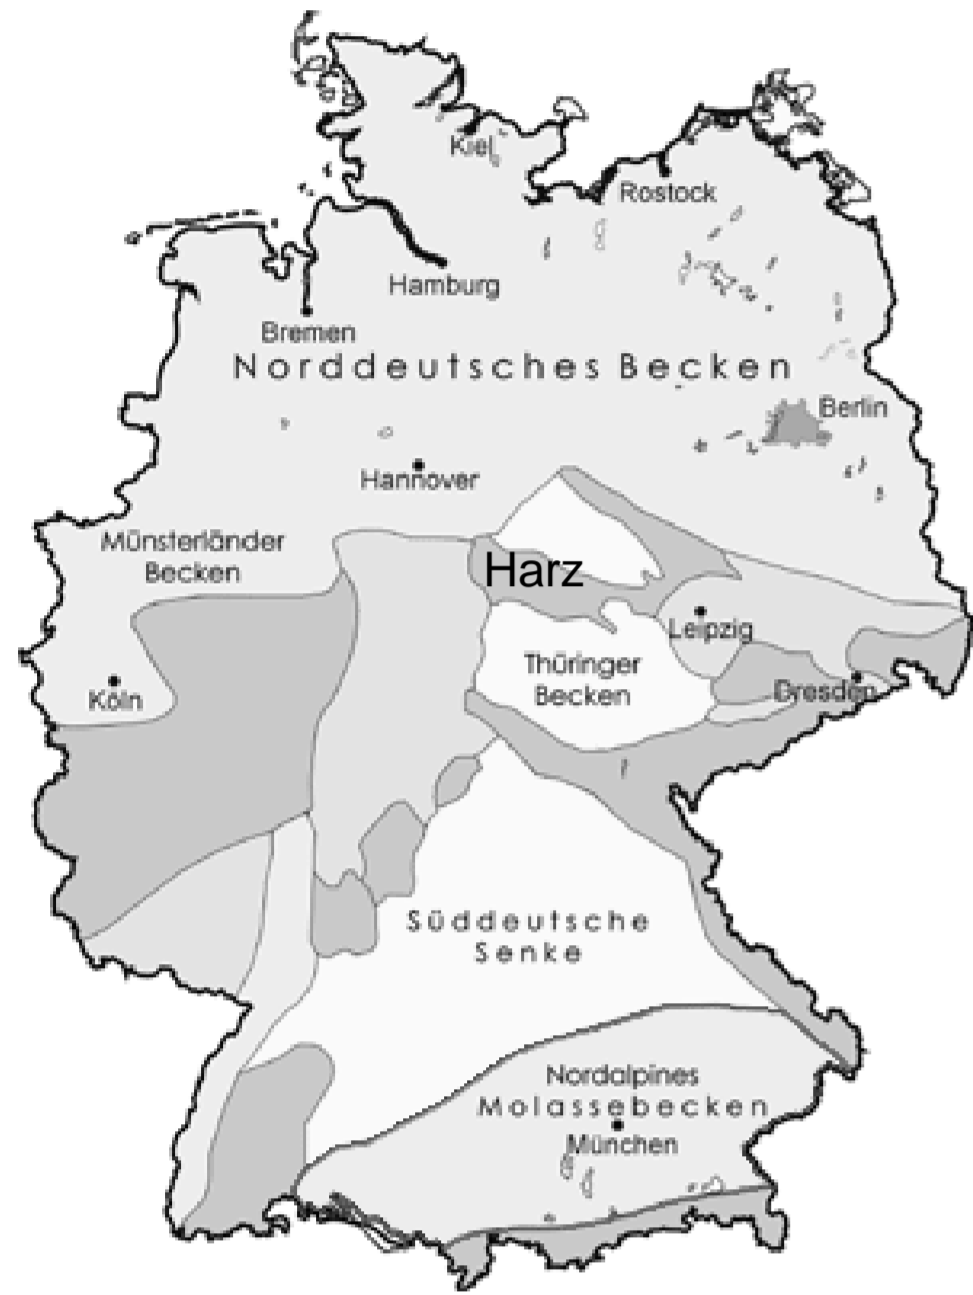 Kiel
Rostock
Hamburg
Bremen
Norddeutsches Becken
Berlin
Hannover
Münsterländer
Becken
Harz
Leipzig
Thüringer
Becken
Köln
Dresden
Süddeutsche
Senke
Nordalpines
Molassebecken
München